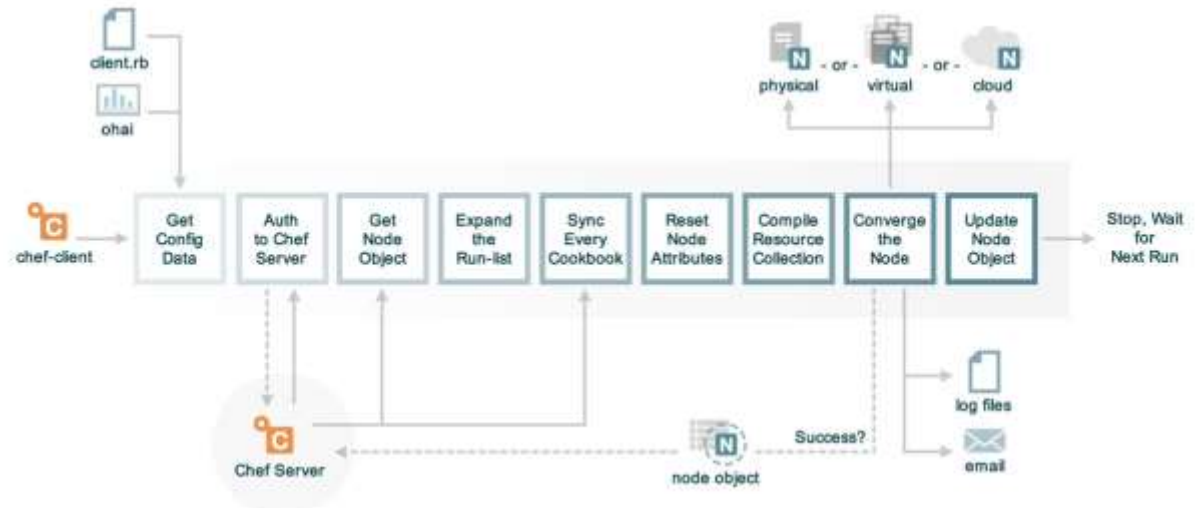 client.rb
ohai
physical
- or -
virtual
- or -
cloud
N
N
N
C
chef-client
Get
Config
Data
Auth
to Chef
Server
Get
Node
Object
Expand
the
Run-list
Sync
Every
Cookbook
Reset
Node
Attributes
Compile
Resource
Collection
Converge
the
Node
Update
Node
Object
Stop, Wait
for
Next Run
C
Chef Server
N
node object
Success?
log files
email